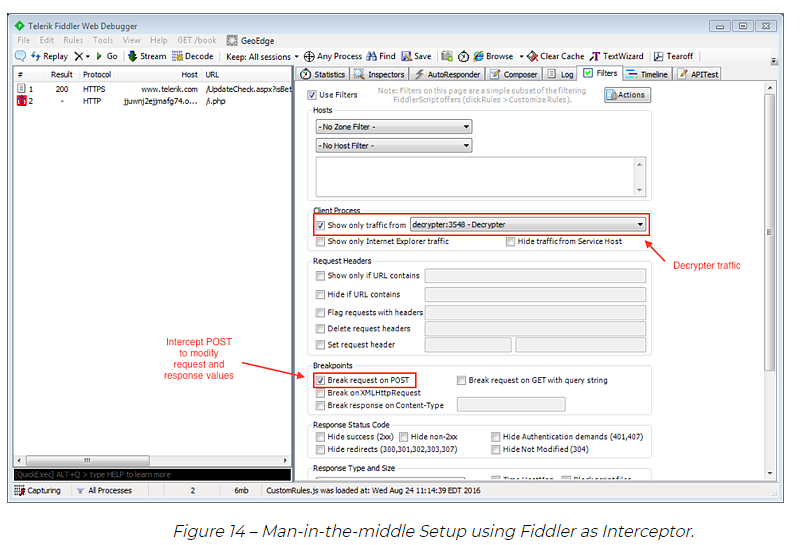 Telerik Fiddler Web Debugger
File Edit Rules Tools View Help GET /book GeoEdge
Replay Go Stream Decode Keep: All sessions Any Process Find Save Browse Clear Cache TextWizard Tearoff
# Result Protocol Host URL
1 200 HTTPS www.telerik.com /UpdateCheck.aspx?isBet
2 - HTTP jjuwnj2ejjmafg74.o... /i.php
Statistics Inspectors AutoResponder Composer Log Filters Timeline APITest
Use Filters
Note: Filters on this page are a simple subset of the filtering
FiddlerScript offers (click Rules > Customize Rules).
Actions
Hosts
- No Zone Filter -
- No Host Filter -
Client Process
Show only traffic from decrypter:3548 - Decrypter
Show only Internet Explorer traffic Hide traffic from Service Host
Decrypter traffic
Request Headers
Show only if URL contains
Hide if URL contains
Flag requests with headers
Delete request headers
Set request header
Intercept POST
to modify
request and
response values
Breakpoints
Break request on POST Break request on GET with query string
Break on XMLHttpRequest
Break response on Content-Type
Response Status Code
Hide success (2xx) Hide non-2xx Hide Authentication demands (401,407)
Hide redirects (300,301,302,303,307) Hide Not Modified (304)
Response Type and Size
[QuickExec] ALT+Q > type HELP to learn more
Capturing All Processes 2 6mb CustomRules.js was loaded at: Wed Aug 24 11:14:39 EDT 2016
Figure 14 – Man-in-the-middle Setup using Fiddler as Interceptor.